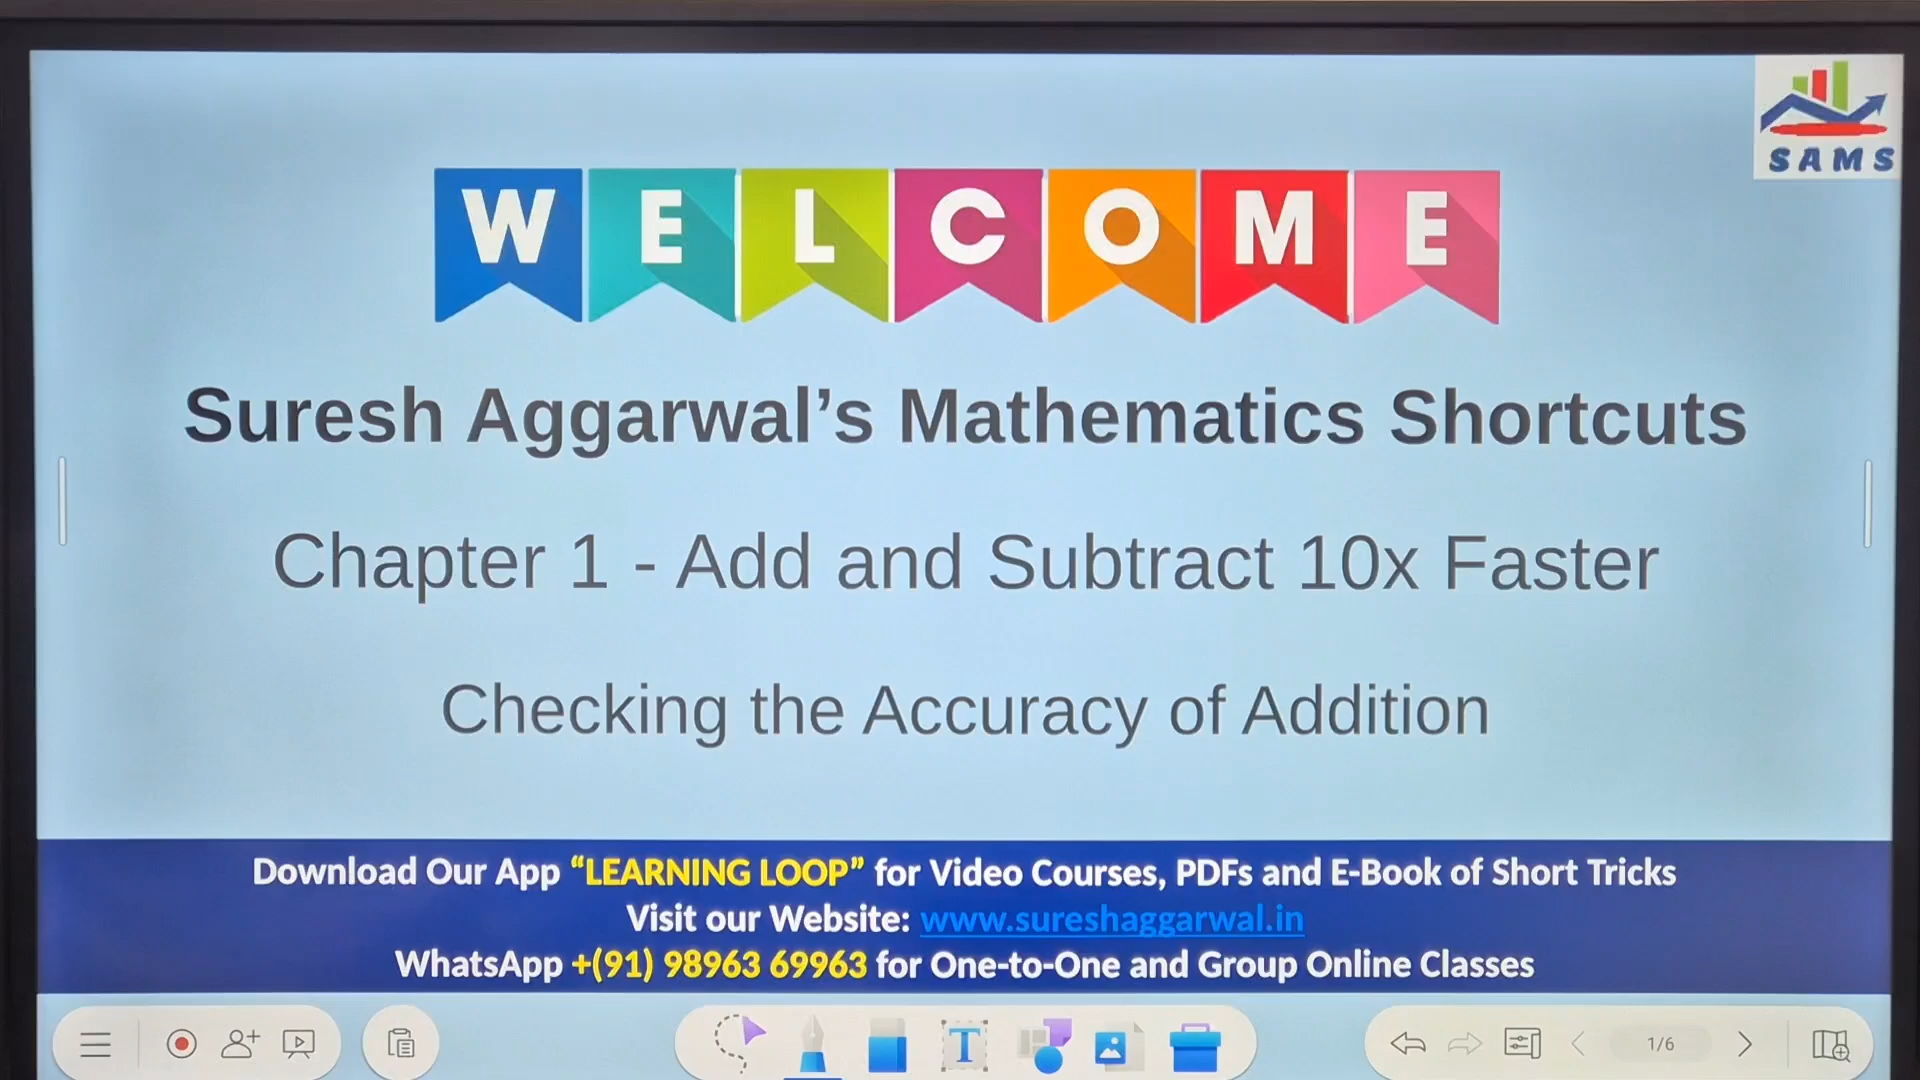 SAMS
WELCOME
Suresh Aggarwal’s Mathematics Shortcuts
Chapter 1 - Add and Subtract 10x Faster
Checking the Accuracy of Addition
Download Our App “LEARNING LOOP” for Video Courses, PDFs and E-Book of Short Tricks
Visit our Website: www.sureshaggarwal.in
WhatsApp +(91) 98963 69963 for One-to-One and Group Online Classes
T
1/6